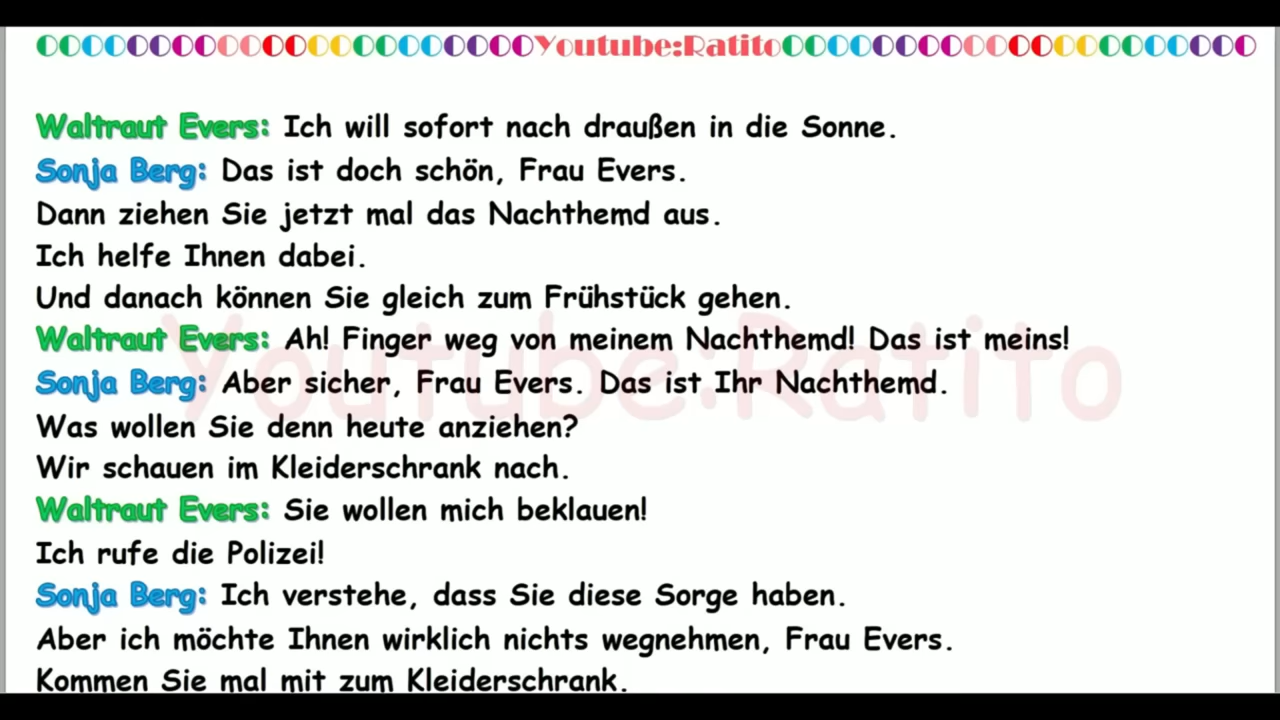 Youtube:Ratito
Waltraut Evers: Ich will sofort nach draußen in die Sonne.
Sonja Berg: Das ist doch schön, Frau Evers.
Dann ziehen Sie jetzt mal das Nachthemd aus.
Ich helfe Ihnen dabei.
Und danach können Sie gleich zum Frühstück gehen.
Waltraut Evers: Ah! Finger weg von meinem Nachthemd! Das ist meins!
Sonja Berg: Aber sicher, Frau Evers. Das ist Ihr Nachthemd.
Was wollen Sie denn heute anziehen?
Wir schauen im Kleiderschrank nach.
Waltraut Evers: Sie wollen mich beklauen!
Ich rufe die Polizei!
Sonja Berg: Ich verstehe, dass Sie diese Sorge haben.
Aber ich möchte Ihnen wirklich nichts wegnehmen, Frau Evers.
Kommen Sie mal mit zum Kleiderschrank.
Youtube:Ratito